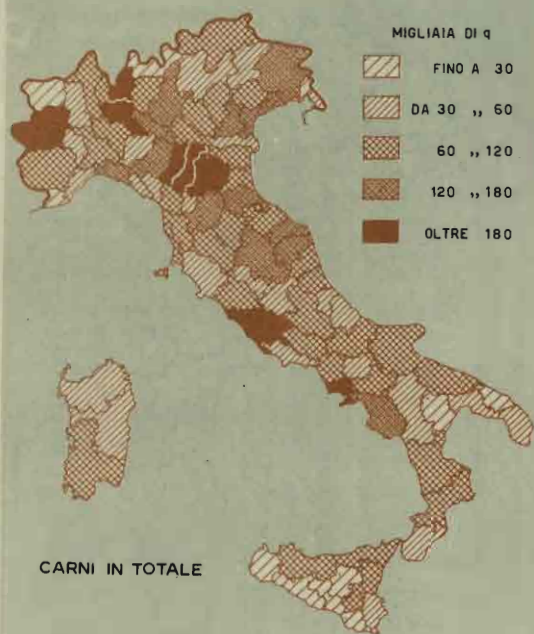 MIGLIAIA DI q
FINO A 30
DA 30 „ 60
60 „ 120
120 „ 180
OLTRE 180
CARNI IN TOTALE